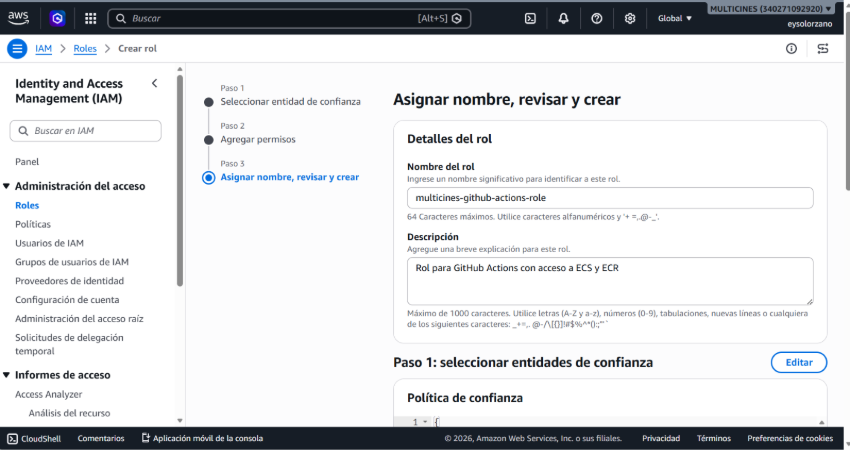 aws
Buscar
[Alt+S]
Global
MULTICINES (340271092920)
eysolorzano
IAM
Roles
Crear rol
Identity and Access
Management (IAM)
Buscar en IAM
Panel
Administración del acceso
Roles
Políticas
Usuarios de IAM
Grupos de usuarios de IAM
Proveedores de identidad
Configuración de cuenta
Administración del acceso raíz
Solicitudes de delegación
temporal
Informes de acceso
Access Analyzer
Análisis del recurso
Paso 1
Seleccionar entidad de confianza
Paso 2
Agregar permisos
Paso 3
Asignar nombre, revisar y crear
Asignar nombre, revisar y crear
Detalles del rol
Nombre del rol
Ingrese un nombre significativo para identificar a este rol.
multicines-github-actions-role
64 Caracteres máximos. Utilice caracteres alfanuméricos y '+ =,.@-_'.
Descripción
Agregue una breve explicación para este rol.
Rol para GitHub Actions con acceso a ECS y ECR
Máximo de 1000 caracteres. Utilice letras (A-Z y a-z), números (0-9), tabulaciones, nuevas líneas o cualquiera
de los siguientes caracteres: _+=,. @-/\[{}]!#$%^*();:"'`
Paso 1: seleccionar entidades de confianza
Editar
Política de confianza
1 {
CloudShell
Comentarios
Aplicación móvil de la consola
© 2026, Amazon Web Services, Inc. o sus filiales.
Privacidad
Términos
Preferencias de cookies